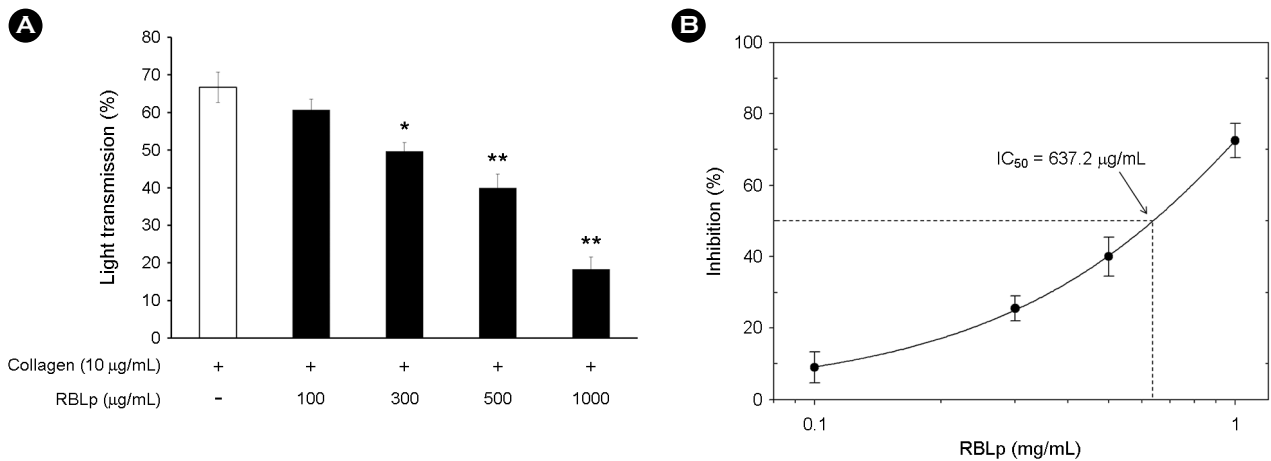 A
Light transmission (%)
80
70
60
50
40
30
20
10
0
*
**
**
Collagen (10 μg/mL) + + + + +
RBLp (μg/mL) - 100 300 500 1000
B
Inhibition (%)
100
80
60
40
20
0
IC50 = 637.2 μg/mL
0.1 1
RBLp (mg/mL)